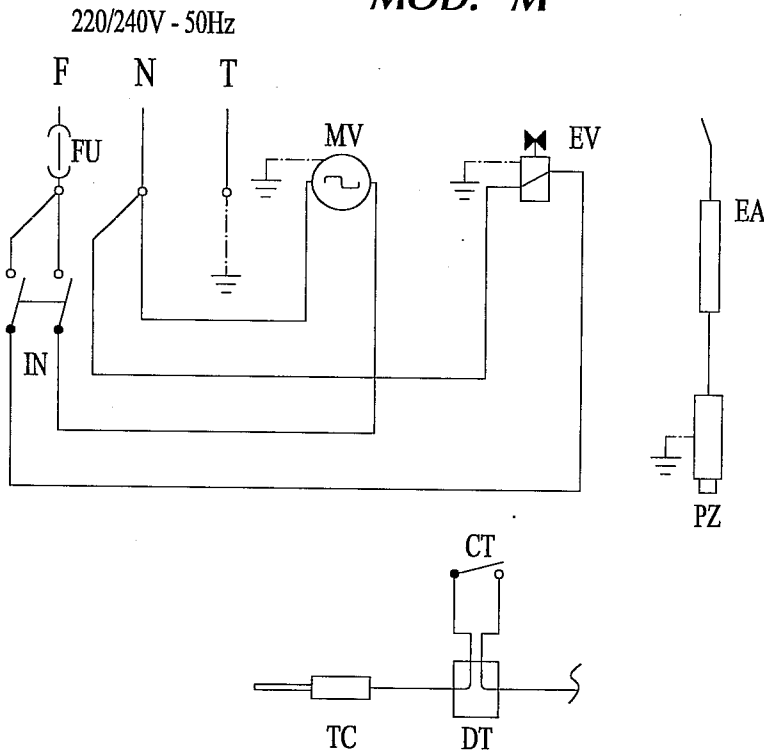 MOD. "M"
220/240V - 50Hz
F N T
FU
MV
EV
EA
IN
PZ
CT
TC
DT